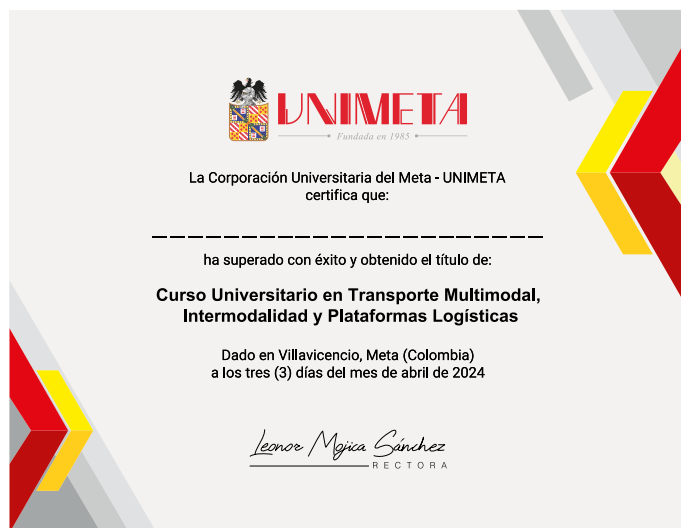 UNIMETA
Fundada en 1985
La Corporación Universitaria del Meta - UNIMETA
certifica que:
ha superado con éxito y obtenido el título de:
Curso Universitario en Transporte Multimodal,
Intermodalidad y Plataformas Logísticas
Dado en Villavicencio, Meta (Colombia)
a los tres (3) días del mes de abril de 2024
Leonor Mojica Sánchez
RECTORA